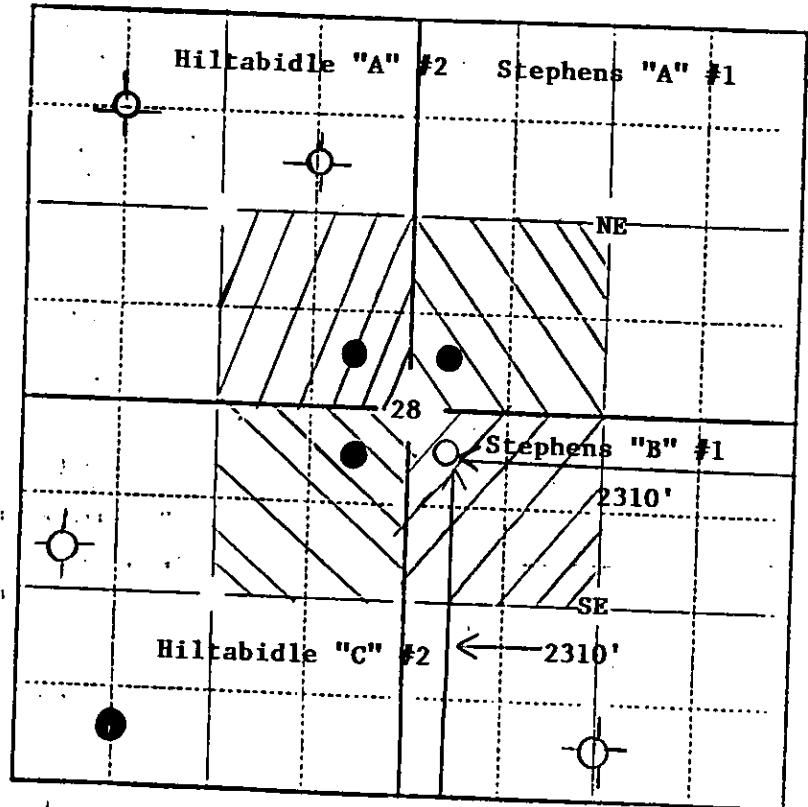 Hiltabidle "A" #2 Stephens "A" #1
NE
28
Stephens "B" #1
2310'
SE
Hiltabidle "C" #2
2310'